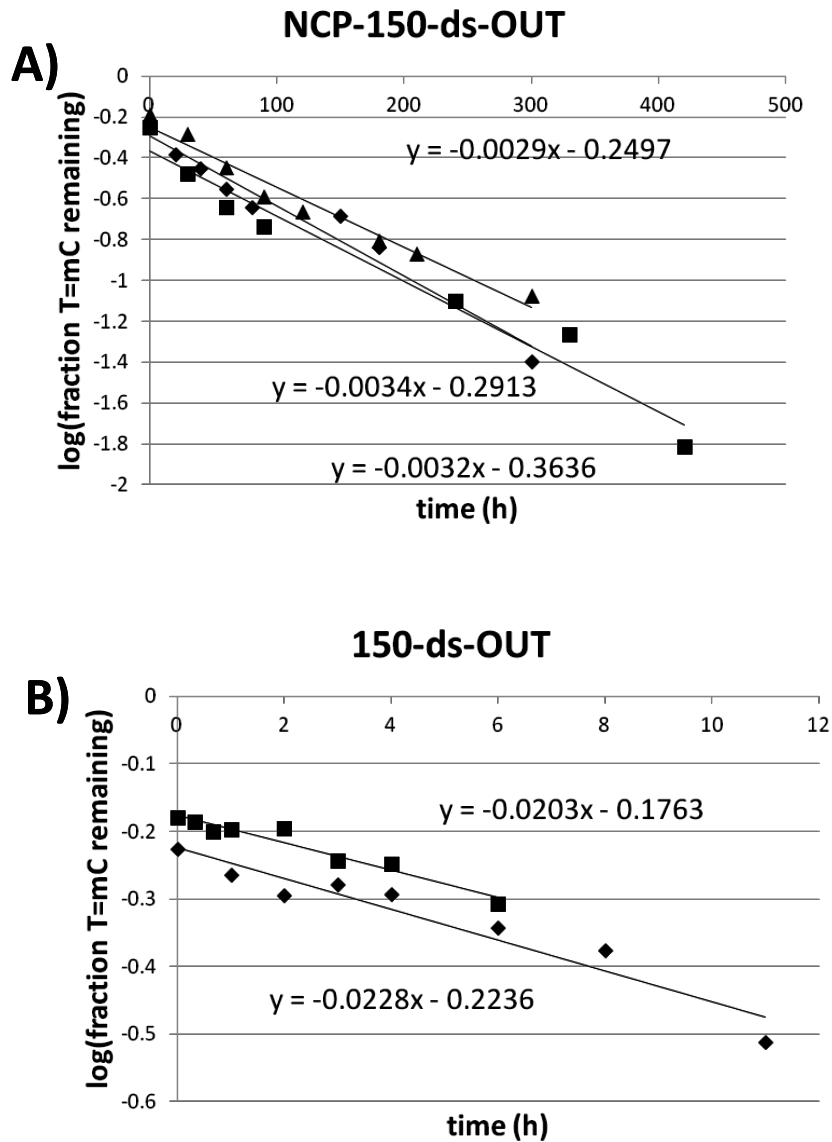 NCP-150-ds-OUT
A)
log(fraction T=mC remaining)
0
0 100 200 300 400 500
-0.2
y = -0.0029x - 0.2497
-0.4
-0.6
-0.8
-1
-1.2
-1.4
y = -0.0034x - 0.2913
-1.6
-1.8
y = -0.0032x - 0.3636
-2
time (h)
150-ds-OUT
B)
log(fraction T=mC remaining)
0
0 2 4 6 8 10 12
-0.1
y = -0.0203x - 0.1763
-0.2
-0.3
-0.4
y = -0.0228x - 0.2236
-0.5
-0.6
time (h)